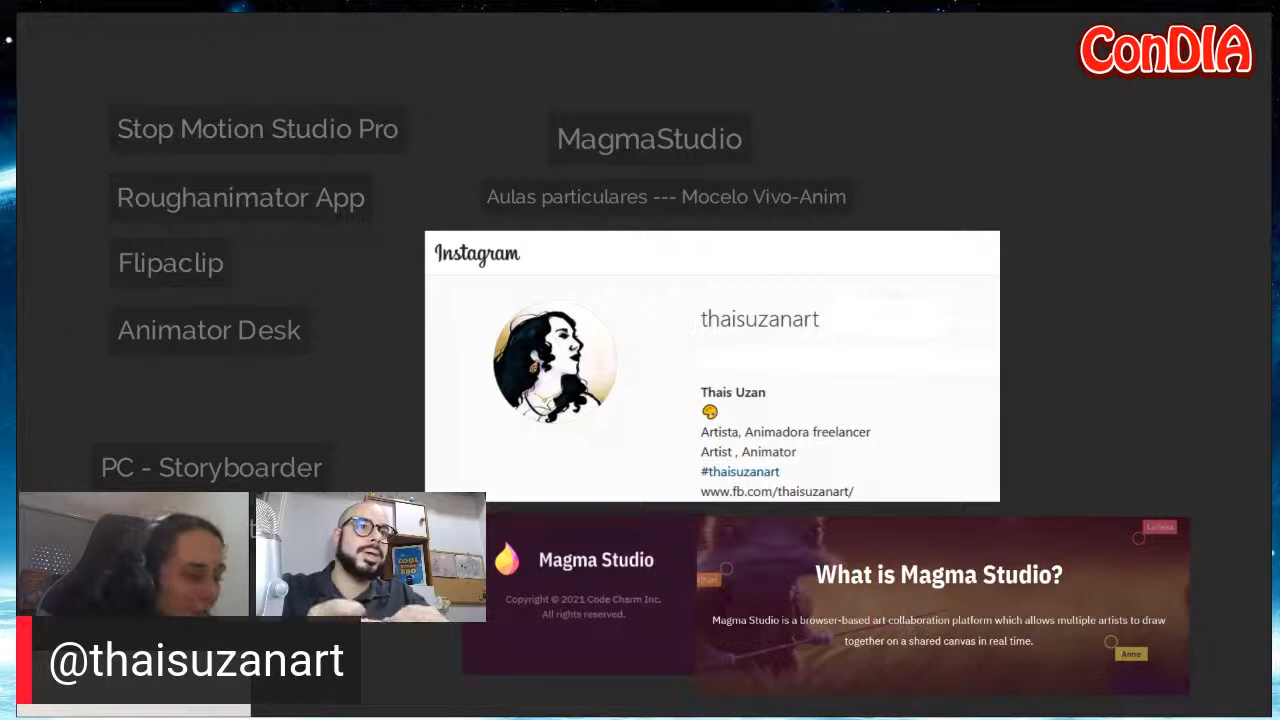 ConDIA
Stop Motion Studio Pro
MagmaStudio
Roughanimator App
Aulas particulares --- Mocelo Vivo-Anim
Flipaclip
Animator Desk
PC - Storyboarder
Instagram
thaisuzanart
Thais Uzan
Artista, Animadora freelancer
Artist , Animator
#thaisuzanart
www.fb.com/thaisuzanart/
Magma Studio
Copyright © 2021 Code Charm Inc.
All rights reserved.
Larissa
What is Magma Studio?
Magma Studio is a browser-based art collaboration platform which allows multiple artists to draw
together on a shared canvas in real time.
Anne
@thaisuzanart